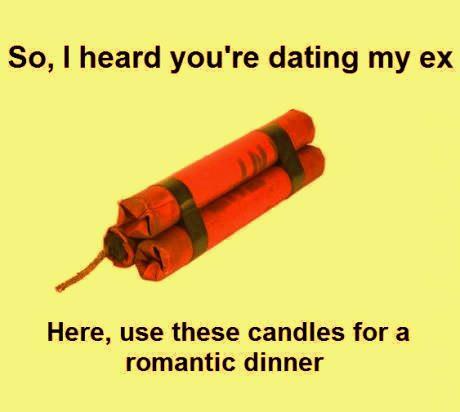 So, I heard you're dating my ex
Here, use these candles for a
romantic dinner